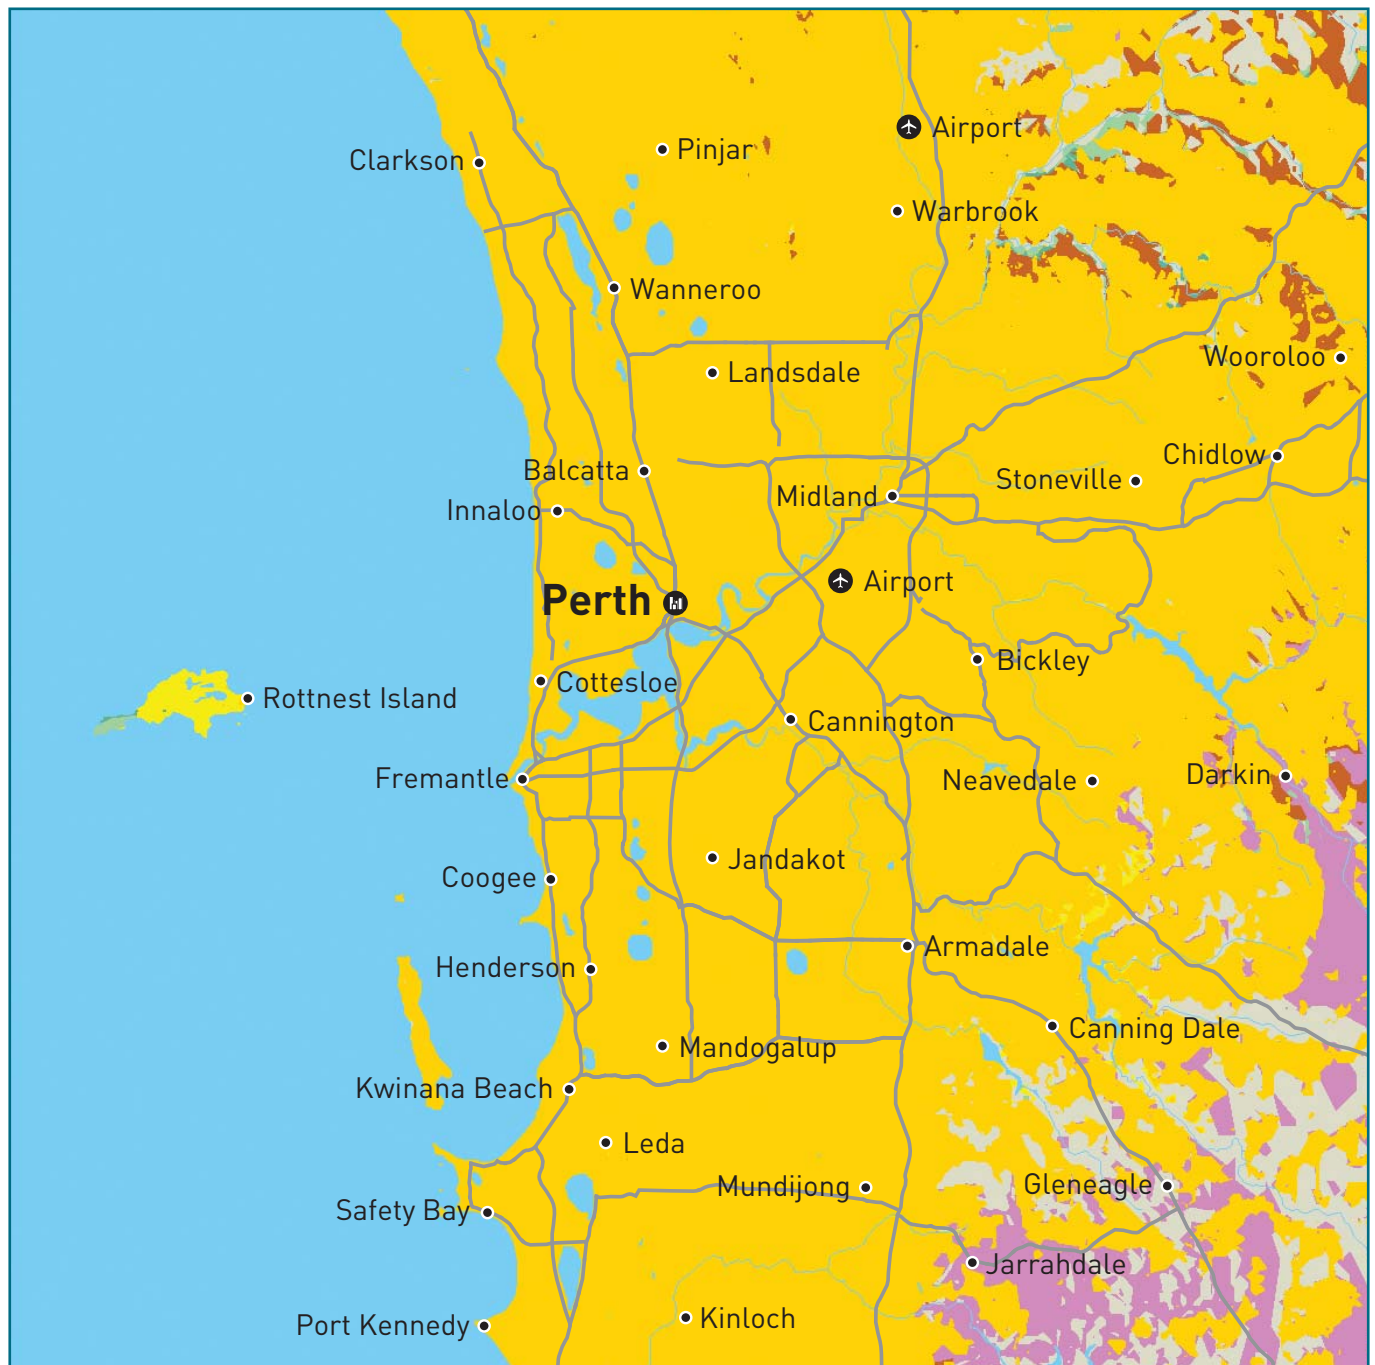 Airport
Pinjar
Clarkson
Warbrook
Wanneroo
Wooroloo
Landsdale
Chidlow
Balcatta
Stoneville
Midland
Innaloo
Airport
Perth
Bickley
Cottesloe
Rottnest Island
Cannington
Darkin
Fremantle
Neavedale
Jandakot
Coogee
Armadale
Henderson
Canning Dale
Mandogalup
Kwinana Beach
Leda
Gleneagle
Mundijong
Safety Bay
Jarrahdale
Kinloch
Port Kennedy